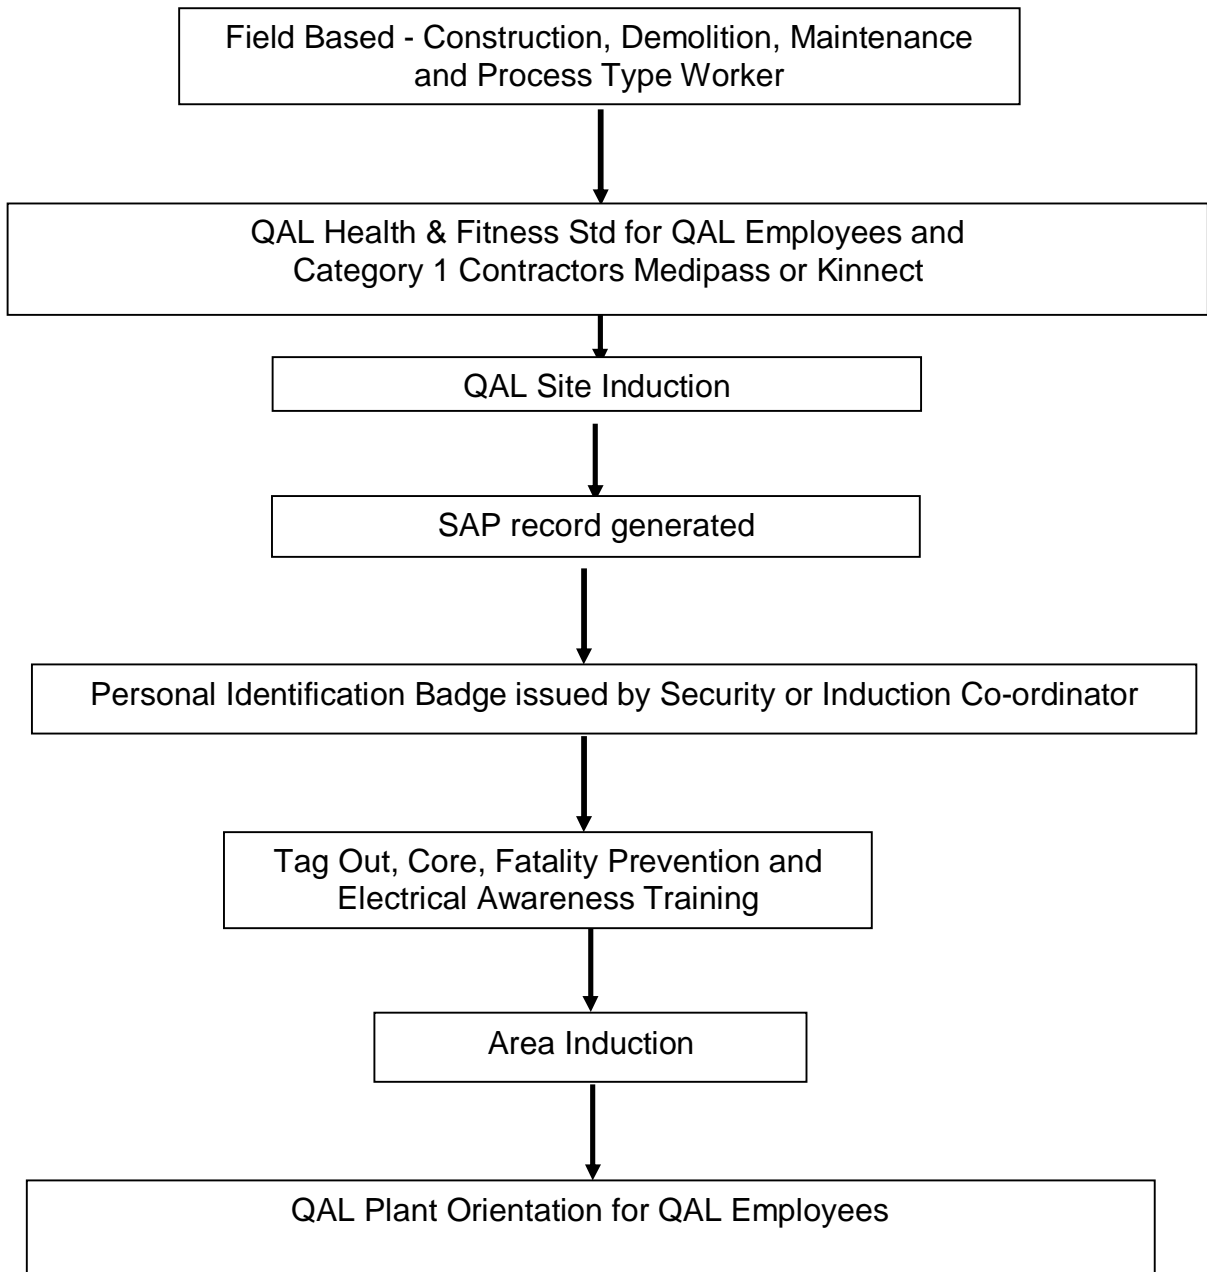 Field Based - Construction, Demolition, Maintenance
and Process Type Worker
QAL Health & Fitness Std for QAL Employees and
Category 1 Contractors Medipass or Kinnect
QAL Site Induction
SAP record generated
Personal Identification Badge issued by Security or Induction Co-ordinator
Tag Out, Core, Fatality Prevention and
Electrical Awareness Training
Area Induction
QAL Plant Orientation for QAL Employees